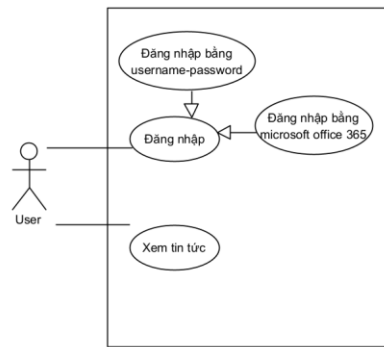 Đăng nhập bằng
username-password
Đăng nhập bằng
microsoft office 365
Đăng nhập
User
Xem tin tức